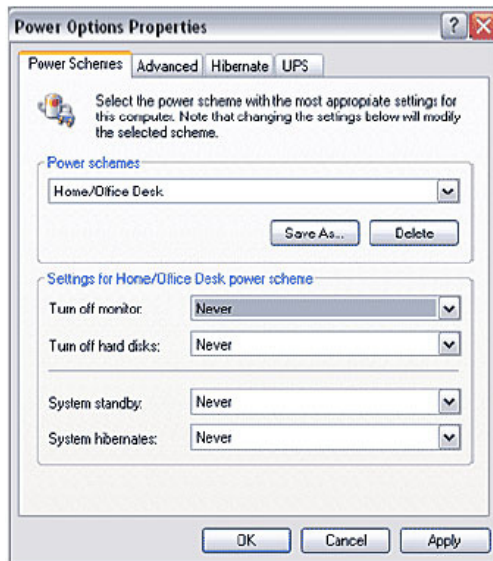 Power Options Properties
Power Schemes Advanced Hibernate UPS
Select the power scheme with the most appropriate settings for
this computer. Note that changing the settings below will modify
the selected scheme.
Power schemes
Home/Office Desk
Save As... Delete
Settings for Home/Office Desk power scheme
Turn off monitor: Never
Turn off hard disks: Never
System standby: Never
System hibernates: Never
OK Cancel Apply